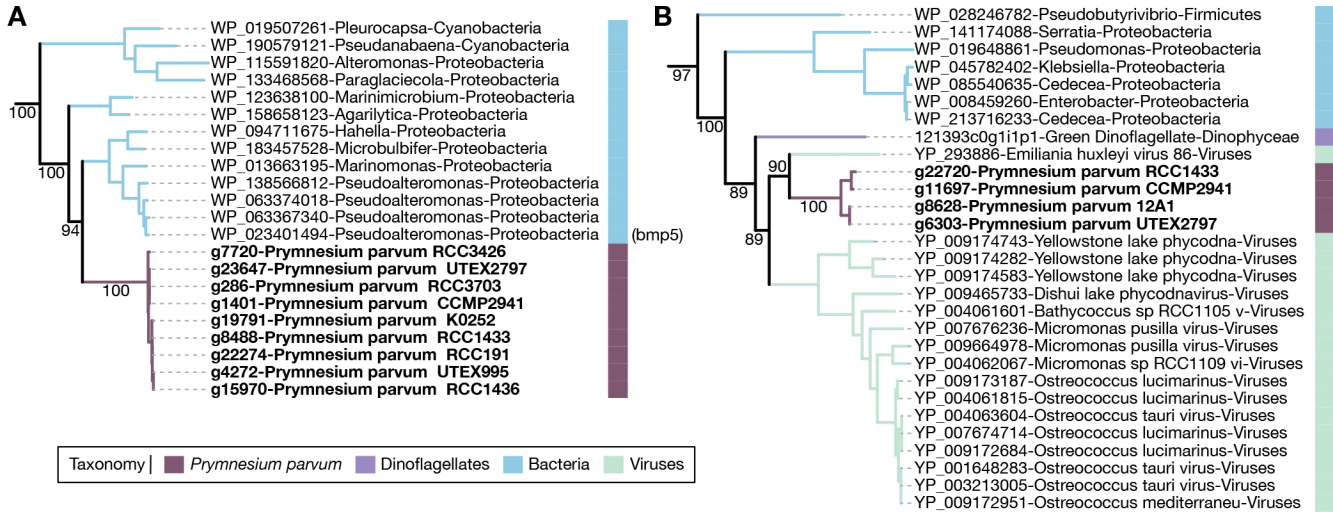 A
WP_019507261-Pleurocapsa-Cyanobacteria
WP_190579121-Pseudanabaena-Cyanobacteria
WP_115591820-Alteromonas-Proteobacteria
WP_133468568-Paraglaciecola-Proteobacteria
WP_123638100-Marinimicrobium-Proteobacteria
WP_158658123-Agarilytica-Proteobacteria
WP_094711675-Hahella-Proteobacteria
WP_183457528-Microbulbifer-Proteobacteria
WP_013663195-Marinomonas-Proteobacteria
WP_138566812-Pseudoalteromonas-Proteobacteria
WP_063374018-Pseudoalteromonas-Proteobacteria
WP_063367340-Pseudoalteromonas-Proteobacteria
WP_023401494-Pseudoalteromonas-Proteobacteria (bmp5)
g7720-Prymnesium parvum RCC3426
g23647-Prymnesium parvum UTEX2797
g286-Prymnesium parvum RCC3703
g1401-Prymnesium parvum CCMP2941
g19791-Prymnesium parvum K0252
g8488-Prymnesium parvum RCC1433
g22274-Prymnesium parvum RCC191
g4272-Prymnesium parvum UTEX995
g15970-Prymnesium parvum RCC1436
100
100
94
100
Taxonomy | Prymnesium parvum Dinoflagellates Bacteria Viruses
B
WP_028246782-Pseudobutyrivibrio-Firmicutes
WP_141174088-Serratia-Proteobacteria
WP_019648861-Pseudomonas-Proteobacteria
WP_045782402-Klebsiella-Proteobacteria
WP_085540635-Cedecea-Proteobacteria
WP_008459260-Enterobacter-Proteobacteria
WP_213716233-Cedecea-Proteobacteria
121393c0g1i1p1-Green Dinoflagellate-Dinophyceae
YP_293886-Emiliania huxleyi virus 86-Viruses
g22720-Prymnesium parvum RCC1433
g11697-Prymnesium parvum CCMP2941
g8628-Prymnesium parvum 12A1
g6303-Prymnesium parvum UTEX2797
YP_009174743-Yellowstone lake phycodna-Viruses
YP_009174282-Yellowstone lake phycodna-Viruses
YP_009174583-Yellowstone lake phycodna-Viruses
YP_009465733-Dishui lake phycodnavirus-Viruses
YP_004061601-Bathycoccus sp RCC1105 v-Viruses
YP_007676236-Micromonas pusilla virus-Viruses
YP_009664978-Micromonas pusilla virus-Viruses
YP_004062067-Micromonas sp RCC1109 vi-Viruses
YP_009173187-Ostreococcus lucimarinus-Viruses
YP_004061815-Ostreococcus lucimarinus-Viruses
YP_004063604-Ostreococcus tauri virus-Viruses
YP_007674714-Ostreococcus lucimarinus-Viruses
YP_009172684-Ostreococcus lucimarinus-Viruses
YP_001648283-Ostreococcus tauri virus-Viruses
YP_003213005-Ostreococcus tauri virus-Viruses
YP_009172951-Ostreococcus mediterraneu-Viruses
97
100
89
90
100
89